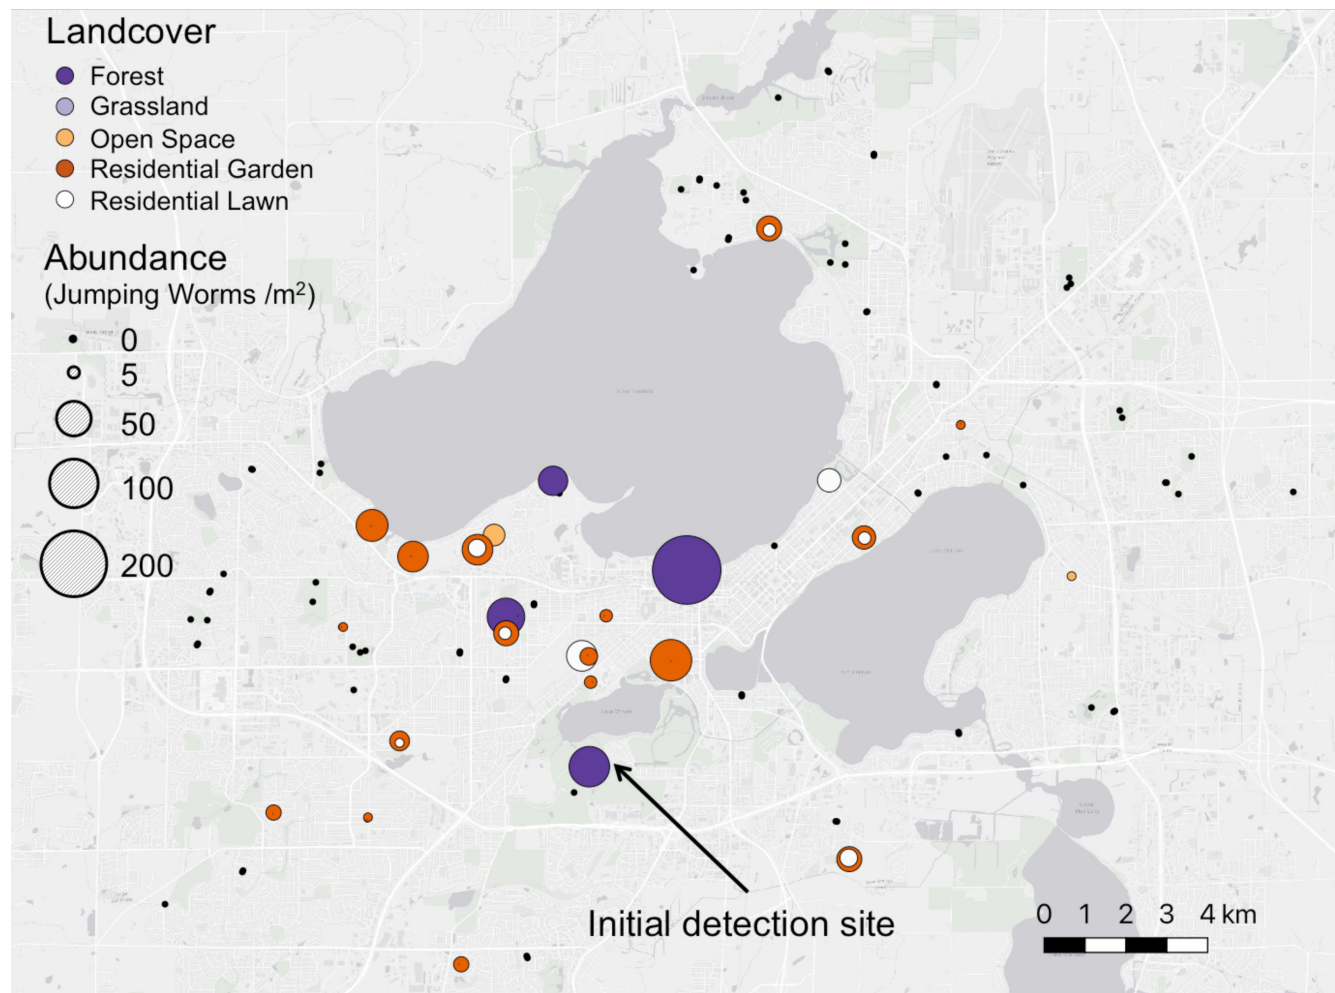 Landcover
Forest
Grassland
Open Space
Residential Garden
Residential Lawn
Abundance
(Jumping Worms /m²)
0
5
50
100
200
Initial detection site
0 1 2 3 4 km